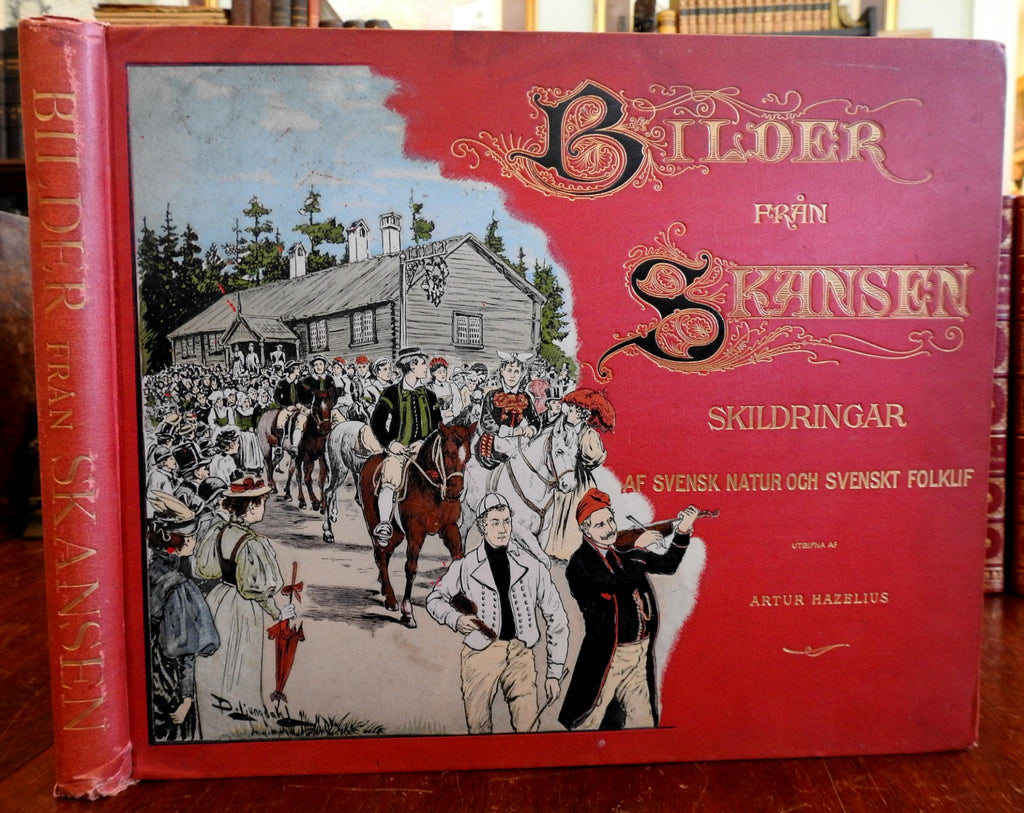 BILDER FRÅN SKANSEN
BILDER
FRÅN
SKANSEN
SKILDRINGAR
AF SVENSK NATUR OCH SVENSKT FOLKLIF
UTGIFNA AF
ARTUR HAZELIUS